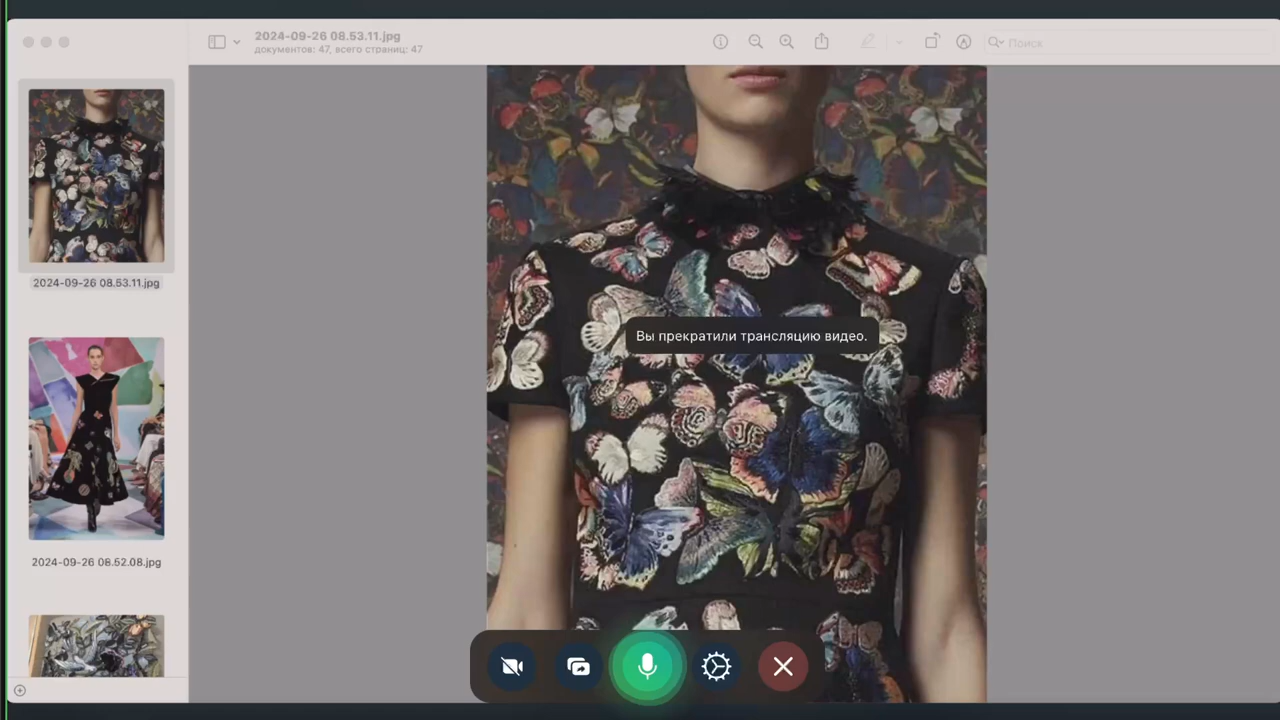 2024-09-26 08.53.11.jpg
документов: 47, всего страниц: 47
Поиск
2024-09-26 08.53.11.jpg
Вы прекратили трансляцию видео.
2024-09-26 08.52.08.jpg